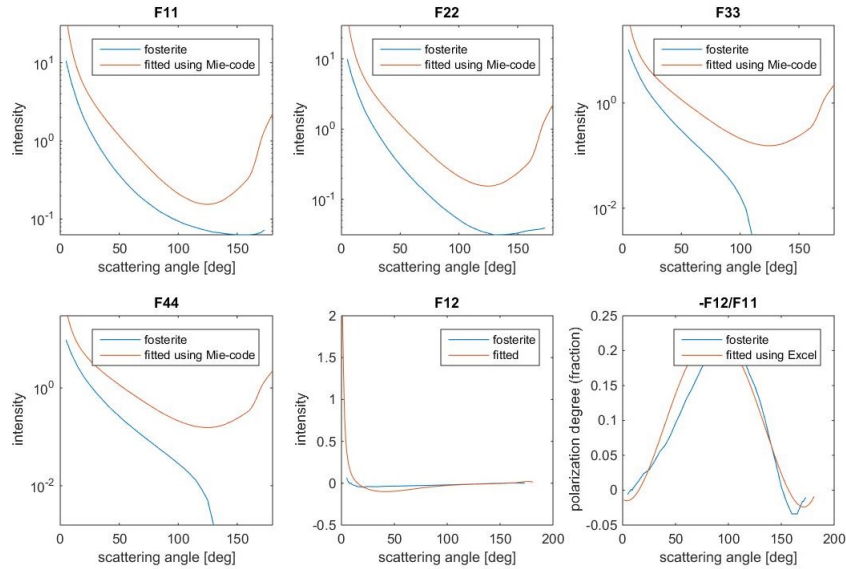 F11
intensity
10^1
10^0
10^-1
fosterite
fitted using Mie-code
0 50 100 150
scattering angle [deg]
F22
intensity
10^1
10^0
10^-1
fosterite
fitted using Mie-code
0 50 100 150
scattering angle [deg]
F33
intensity
10^0
10^-2
fosterite
fitted using Mie-code
0 50 100 150
scattering angle [deg]
F44
intensity
10^0
10^-2
fosterite
fitted using Mie-code
0 50 100 150
scattering angle [deg]
F12
intensity
2
1.5
1
0.5
0
-0.5
fosterite
fitted
0 50 100 150 200
scattering angle [deg]
-F12/F11
polarization degree (fraction)
0.25
0.2
0.15
0.1
0.05
0
-0.05
fosterite
fitted using Excel
0 50 100 150 200
scattering angle [deg]